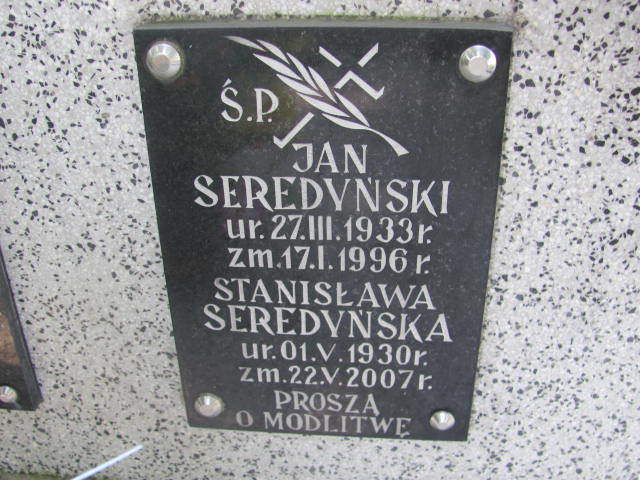 Ś.P.
JAN
SEREDYŃSKI
ur. 27.III.1933 r.
zm. 17.I.1996 r.
STANISŁAWA
SEREDYŃSKA
ur. 01.V.1930 r.
zm. 22.V.2007 r.
PROSZĄ
O MODLITWĘ